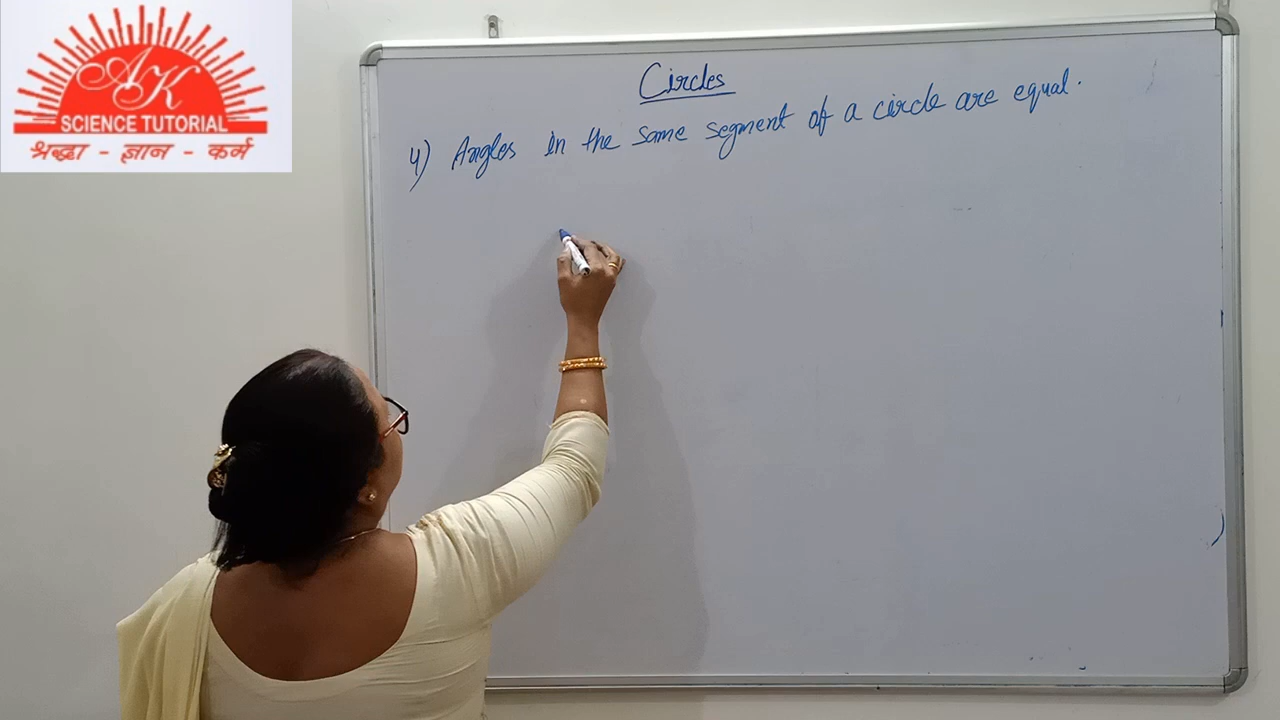 AK
SCIENCE TUTORIAL
श्रद्धा - ज्ञान - कर्म
Circles
4) Angles in the same segment of a circle are equal.